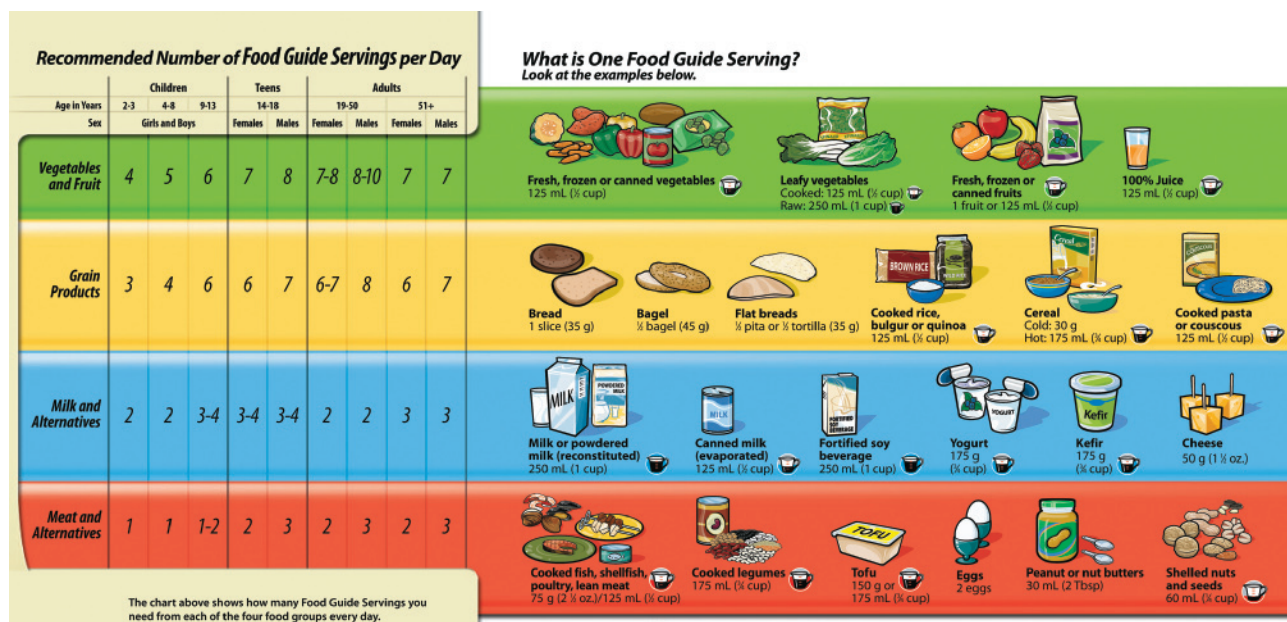 Recommended Number of Food Guide Servings per Day
Children Teens Adults
Age in Years 2-3 4-8 9-13 14-18 19-50 51+
Sex Girls and Boys Females Males Females Males Females Males
Vegetables and Fruit 4 5 6 7 8 7-8 8-10 7 7
Grain Products 3 4 6 6 7 6-7 8 6 7
Milk and Alternatives 2 2 3-4 3-4 3-4 2 2 3 3
Meat and Alternatives 1 1 1-2 2 3 2 3 2 3
The chart above shows how many Food Guide Servings you
need from each of the four food groups every day.
What is One Food Guide Serving?
Look at the examples below.
Fresh, frozen or canned vegetables
125 mL (½ cup)
Leafy vegetables
Cooked: 125 mL (½ cup)
Raw: 250 mL (1 cup)
Fresh, frozen or
canned fruits
1 fruit or 125 mL (½ cup)
100% Juice
125 mL (½ cup)
Bread
1 slice (35 g)
Bagel
½ bagel (45 g)
Flat breads
½ pita or ½ tortilla (35 g)
BROWN RICE
Cooked rice,
bulgur or quinoa
125 mL (½ cup)
Cereal
Cold: 30 g
Hot: 175 mL (¾ cup)
Cooked pasta
or couscous
125 mL (½ cup)
MILK
POWDERED
MILK
Milk or powdered
milk (reconstituted)
250 mL (1 cup)
MILK
Canned milk
(evaporated)
125 mL (½ cup)
FORTIFIED
SOY
BEVERAGE
Fortified soy
beverage
250 mL (1 cup)
YOGURT
Yogurt
175 g
(¾ cup)
Kefir
Kefir
175 g
(¾ cup)
Cheese
50 g (1 ½ oz.)
Cooked fish, shellfish,
poultry, lean meat
75 g (2 ½ oz.)/125 mL (½ cup)
Cooked legumes
175 mL (¾ cup)
TOFU
Tofu
150 g or
175 mL (¾ cup)
Eggs
2 eggs
Peanut or nut butters
30 mL (2 Tbsp)
Shelled nuts
and seeds
60 mL (¼ cup)